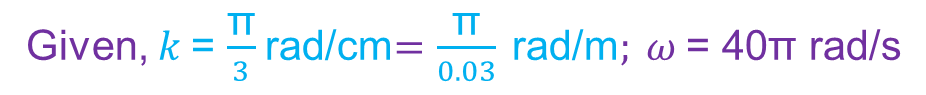 Given, k = π/3 rad/cm= π/0.03 rad/m; ω = 40π rad/s